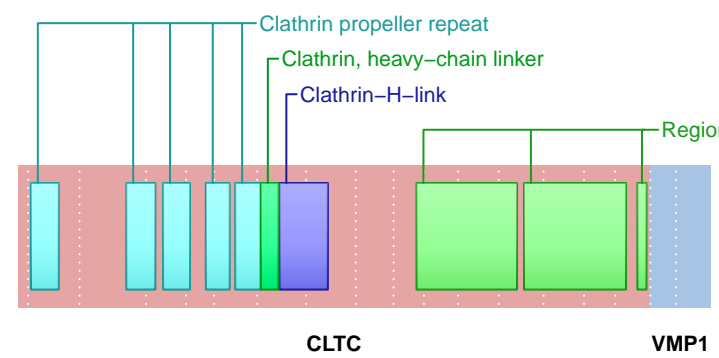 Clathrin propeller repeat
Clathrin, heavy−chain linker
Clathrin−H−link
CLTC
VMP1